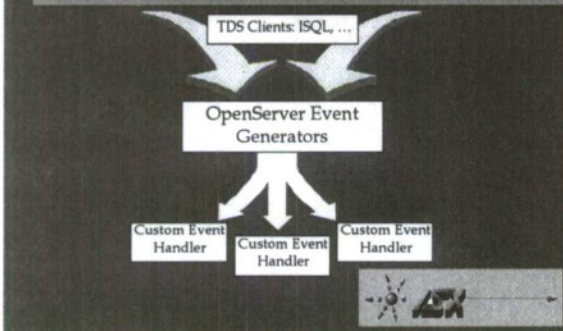 TDS Clients: ISQL, ...
OpenServer Event
Generators
Custom Event
Handler
Custom Event
Handler
Custom Event
Handler